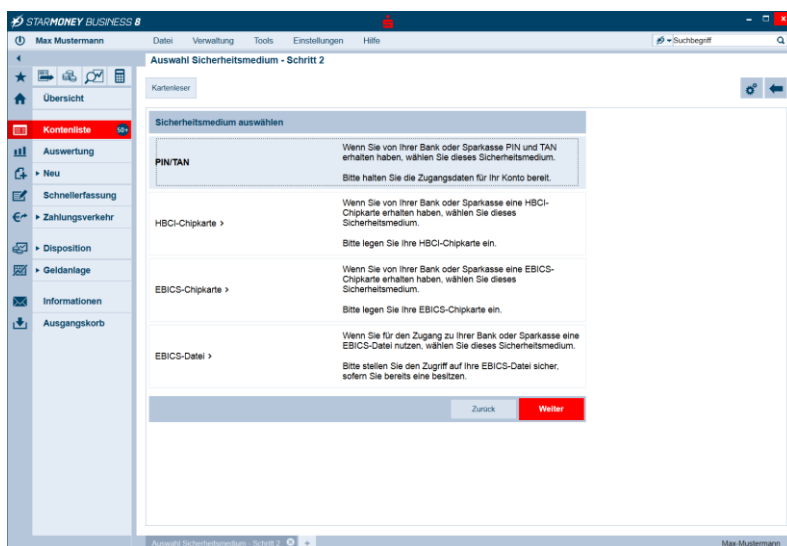 STARMONEY BUSINESS 8
Max Mustermann
Datei Verwaltung Tools Einstellungen Hilfe
Suchbegriff
Auswahl Sicherheitsmedium - Schritt 2
Kartenleser
Übersicht
Kontenliste 50+
Auswertung
Neu
Schnellerfassung
Zahlungsverkehr
Disposition
Geldanlage
Informationen
Ausgangskorb
Sicherheitsmedium auswählen
PIN/TAN
Wenn Sie von Ihrer Bank oder Sparkasse PIN und TAN
erhalten haben, wählen Sie dieses Sicherheitsmedium.
Bitte halten Sie die Zugangsdaten für Ihr Konto bereit.
HBCI-Chipkarte >
Wenn Sie von Ihrer Bank oder Sparkasse eine HBCI-
Chipkarte erhalten haben, wählen Sie dieses
Sicherheitsmedium.
Bitte legen Sie Ihre HBCI-Chipkarte ein.
EBICS-Chipkarte >
Wenn Sie von Ihrer Bank oder Sparkasse eine EBICS-
Chipkarte erhalten haben, wählen Sie dieses
Sicherheitsmedium.
Bitte legen Sie Ihre EBICS-Chipkarte ein.
EBICS-Datei >
Wenn Sie für den Zugang zu Ihrer Bank oder Sparkasse eine
EBICS-Datei nutzen, wählen Sie dieses Sicherheitsmedium.
Bitte stellen Sie den Zugriff auf Ihre EBICS-Datei sicher,
sofern Sie bereits eine besitzen.
Zurück Weiter
Auswahl Sicherheitsmedium - Schritt 2
Max-Mustermann